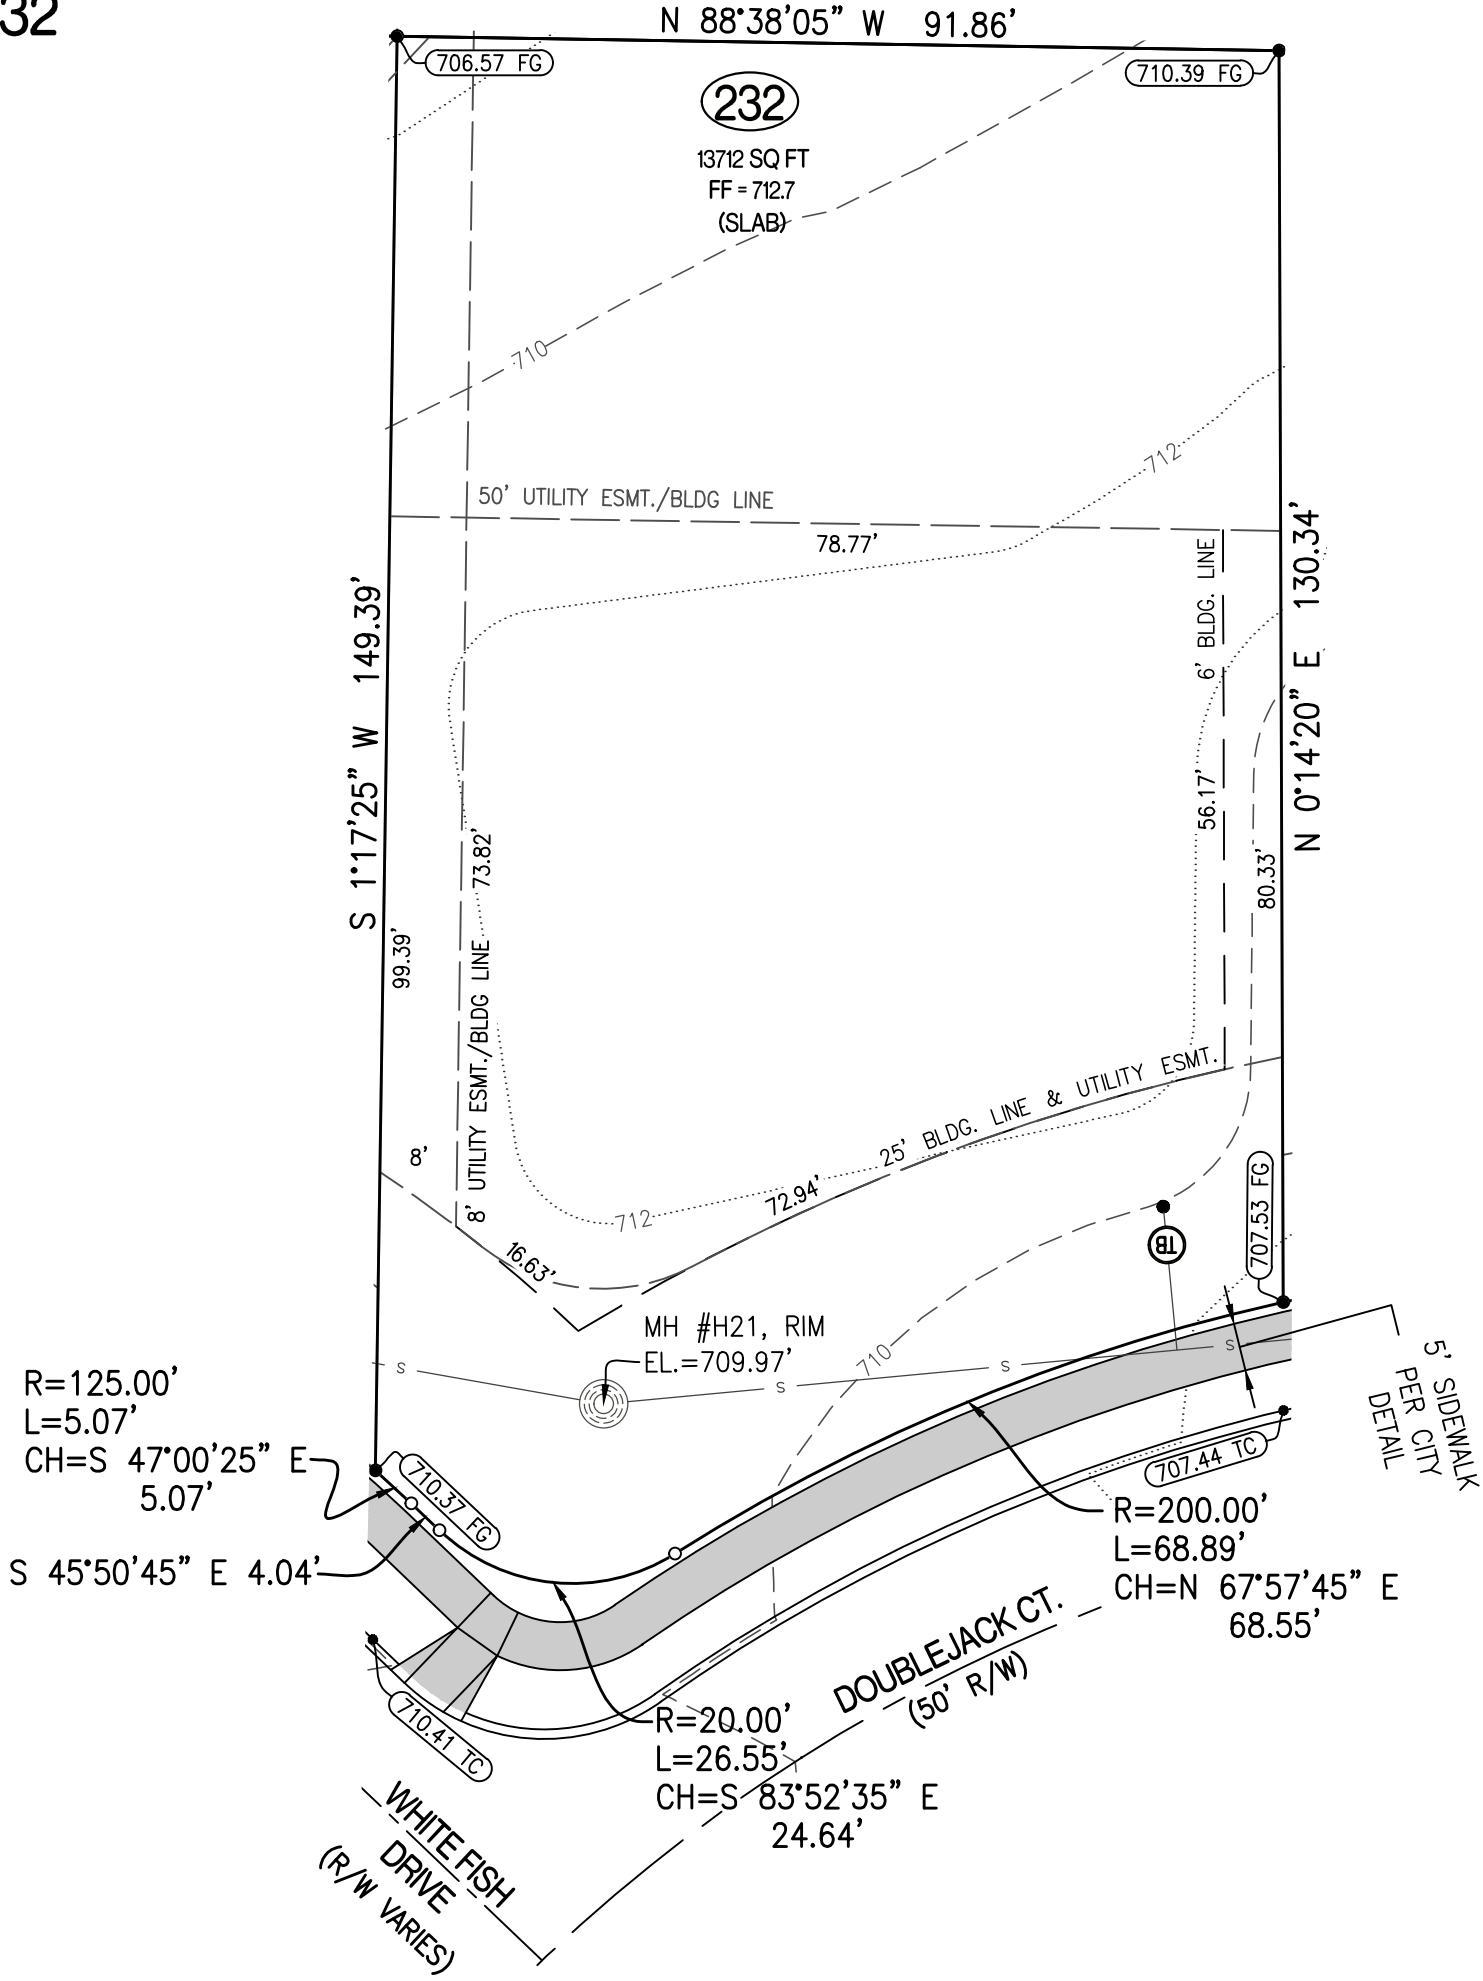 32
N 88°38'05" W 91.86'
706.57 FG
710.39 FG
232
13712 SQ FT
FF = 712.7
(SLAB)
710
712
50' UTILITY ESMT./BLDG LINE
78.77'
6' BLDG. LINE
56.17'
N 0°14'20" E 130.34'
80.33'
S 1°17'25" W 149.39'
99.39'
73.82'
8' UTILITY ESMT./BLDG LINE
8'
16.63'
712
72.94'
25' BLDG. LINE & UTILITY ESMT.
TB
707.53 FG
MH #H21, RIM
EL.=709.97'
710
S
S
S
S
5' SIDEWALK
PER CITY
DETAIL
R=125.00'
L=5.07'
CH=S 47°00'25" E
5.07'
710.37 FG
S 45°50'45" E 4.04'
707.44 TC
R=200.00'
L=68.89'
CH=N 67°57'45" E
68.55'
710.41 TC
R=20.00'
L=26.55'
CH=S 83°52'35" E
24.64'
DOUBLEJACK CT.
(50' R/W)
WHITE FISH
DRIVE
(R/W VARIES)